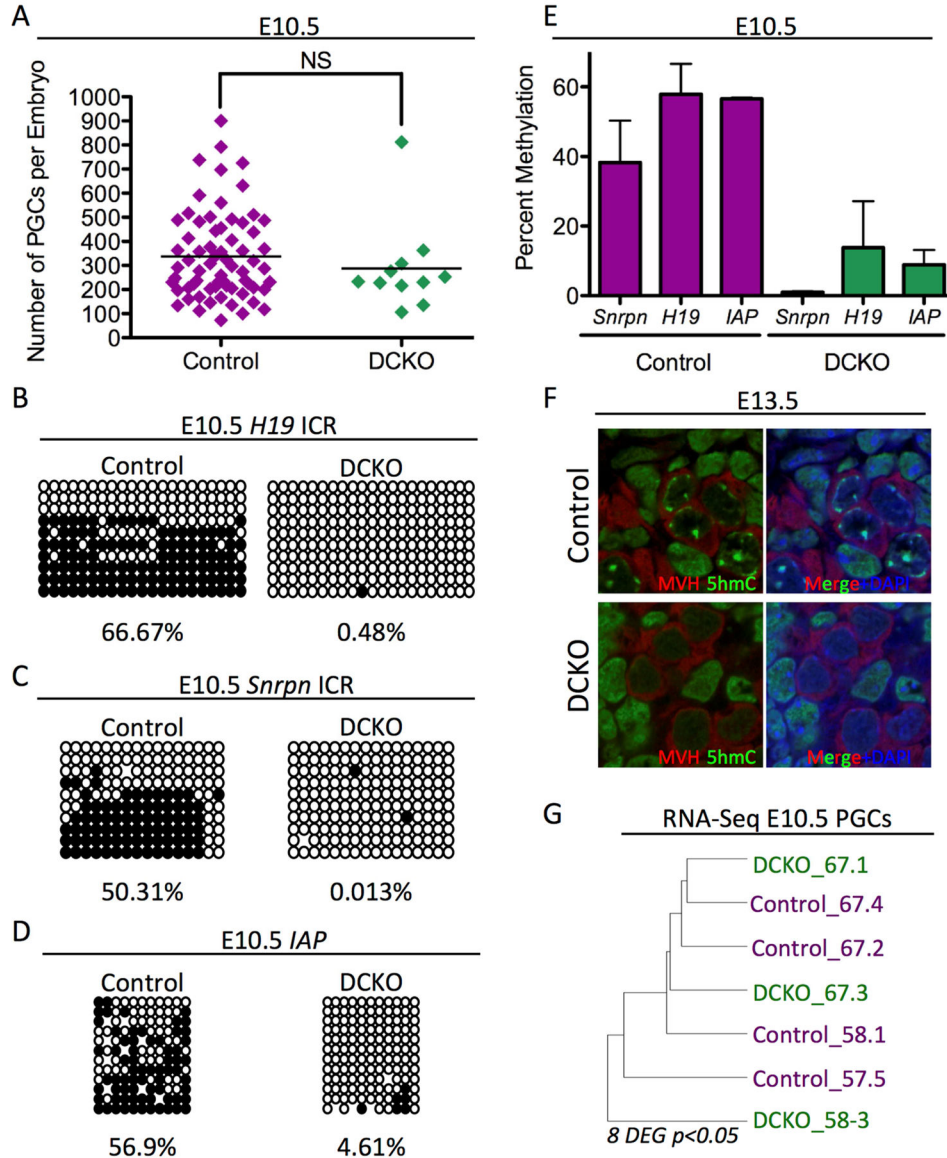 A
E10.5
NS
Number of PGCs per Embryo
1000
900
800
700
600
500
400
300
200
100
0
Control
DCKO
B
E10.5 H19 ICR
Control
DCKO
66.67%
0.48%
C
E10.5 Snrpn ICR
Control
DCKO
50.31%
0.013%
D
E10.5 IAP
Control
DCKO
56.9%
4.61%
E
E10.5
Percent Methylation
60
40
20
0
Snrpn H19 IAP Snrpn H19 IAP
Control
DCKO
F
E13.5
Control
MVH 5hmC
Merge+DAPI
DCKO
MVH 5hmC
Merge+DAPI
G
RNA-Seq E10.5 PGCs
DCKO_67.1
Control_67.4
Control_67.2
DCKO_67.3
Control_58.1
Control_57.5
DCKO_58-3
8 DEG p<0.05